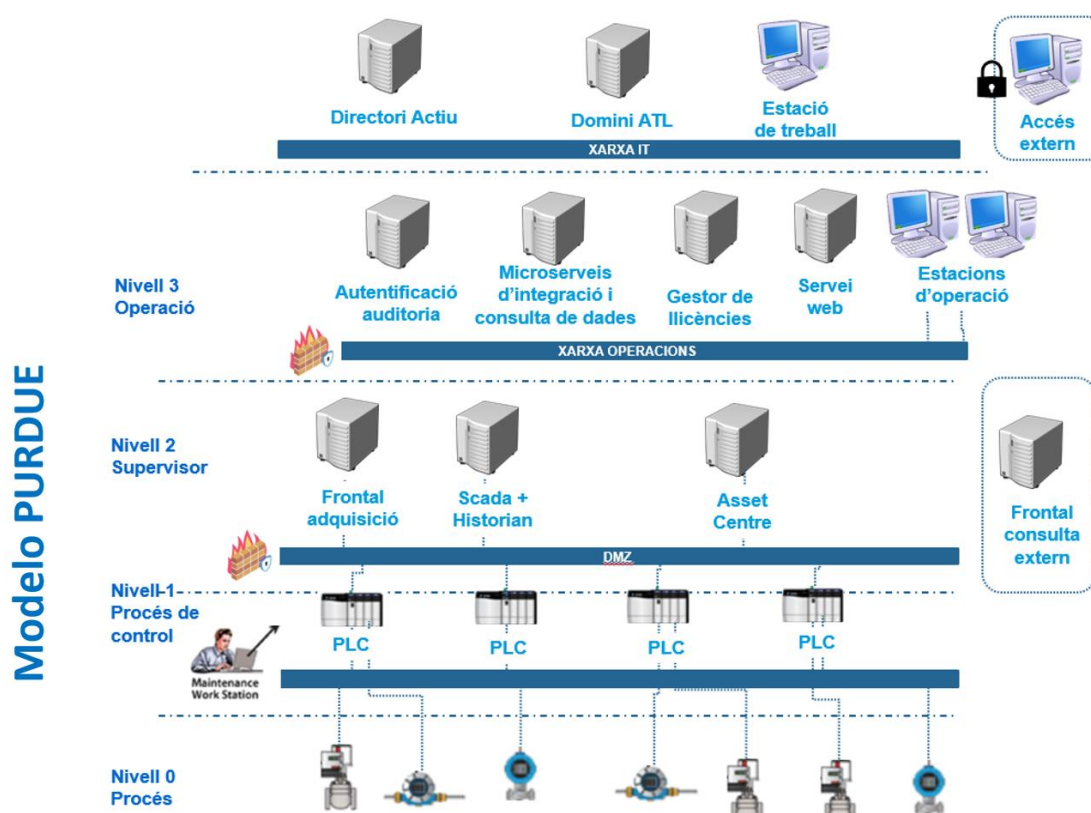 Modelo PURDUE
Directori Actiu
Domini ATL
Estació
de treball
Accés
extern
XARXA IT
Nivell 3
Operació
Autentificació
auditoria
Microserveis
d'integració i
consulta de dades
Gestor de
llicències
Servei
web
Estacions
d'operació
XARXA OPERACIONS
Nivell 2
Supervisor
Frontal
adquisició
Scada +
Historian
Asset
Centre
Frontal
consulta
extern
DMZ
Nivell 1
Procés de
control
PLC
PLC
PLC
PLC
Maintenance
Work Station
Nivell 0
Procés